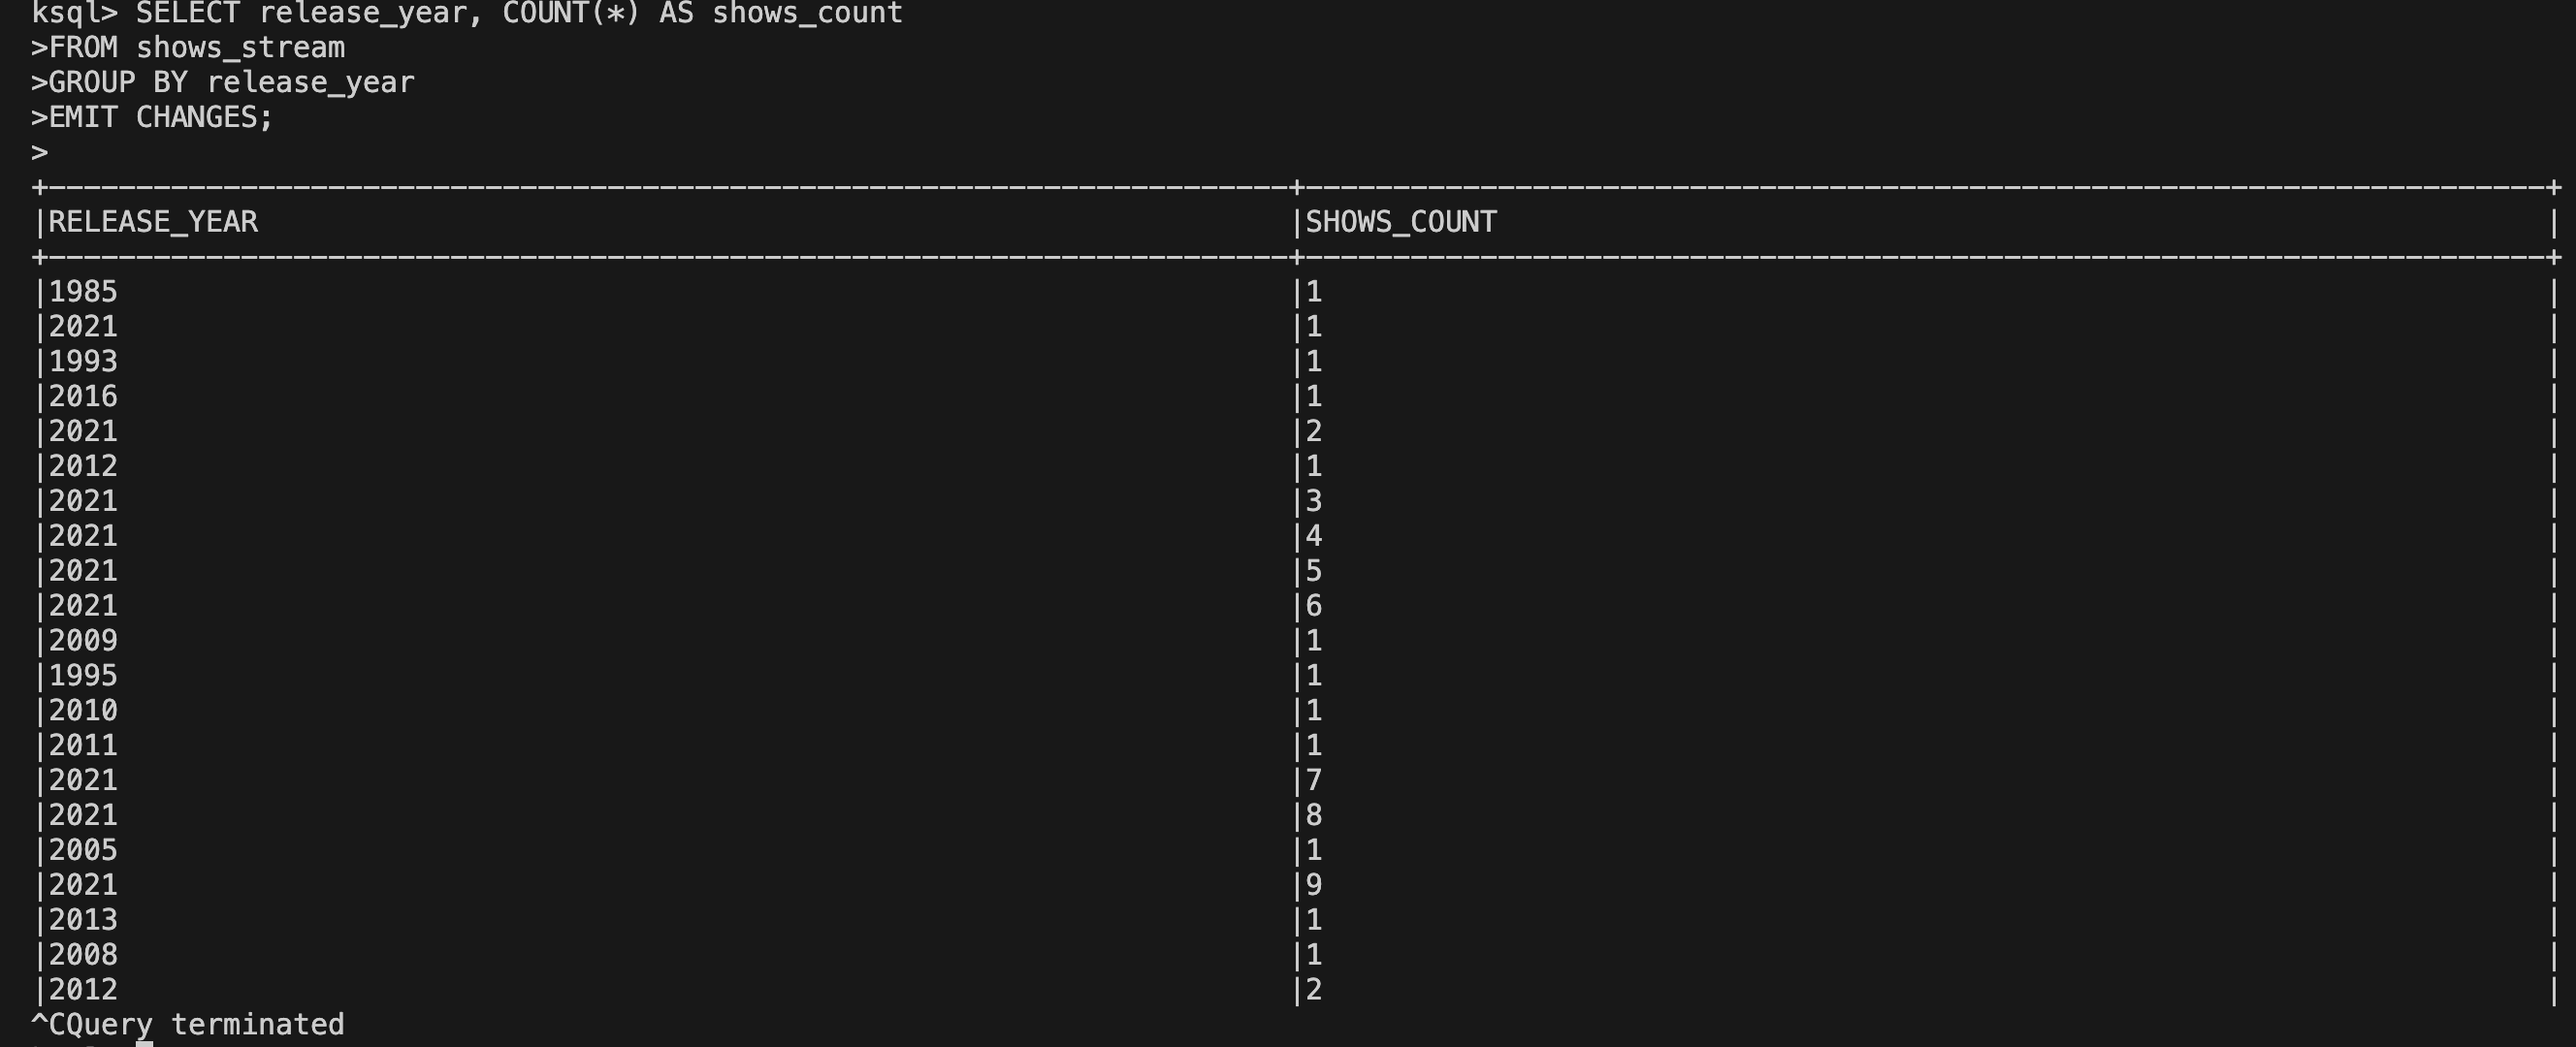 ksql> SELECT release_year, COUNT(*) AS shows_count
>FROM shows_stream
>GROUP BY release_year
>EMIT CHANGES;
>
|RELEASE_YEAR |SHOWS_COUNT |
|1985 |1 |
|2021 |1 |
|1993 |1 |
|2016 |1 |
|2021 |2 |
|2012 |1 |
|2021 |3 |
|2021 |4 |
|2021 |5 |
|2021 |6 |
|2009 |1 |
|1995 |1 |
|2010 |1 |
|2011 |1 |
|2021 |7 |
|2021 |8 |
|2005 |1 |
|2021 |9 |
|2013 |1 |
|2008 |1 |
|2012 |2 |
^CQuery terminated